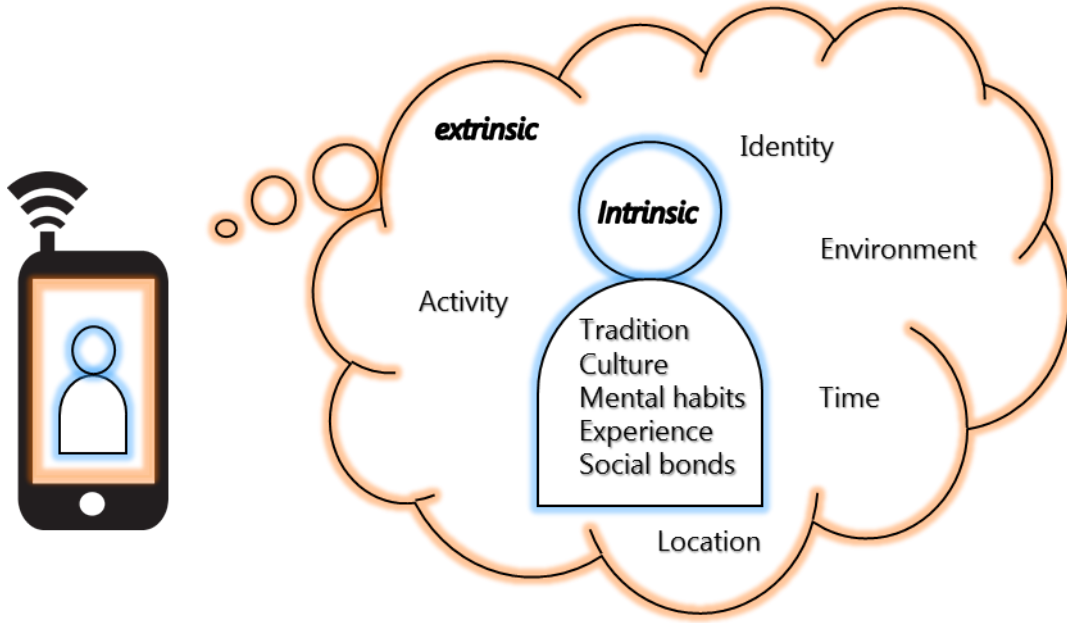 extrinsic
Identity
Intrinsic
Environment
Activity
Tradition
Culture
Mental habits
Time
Experience
Social bonds
Location